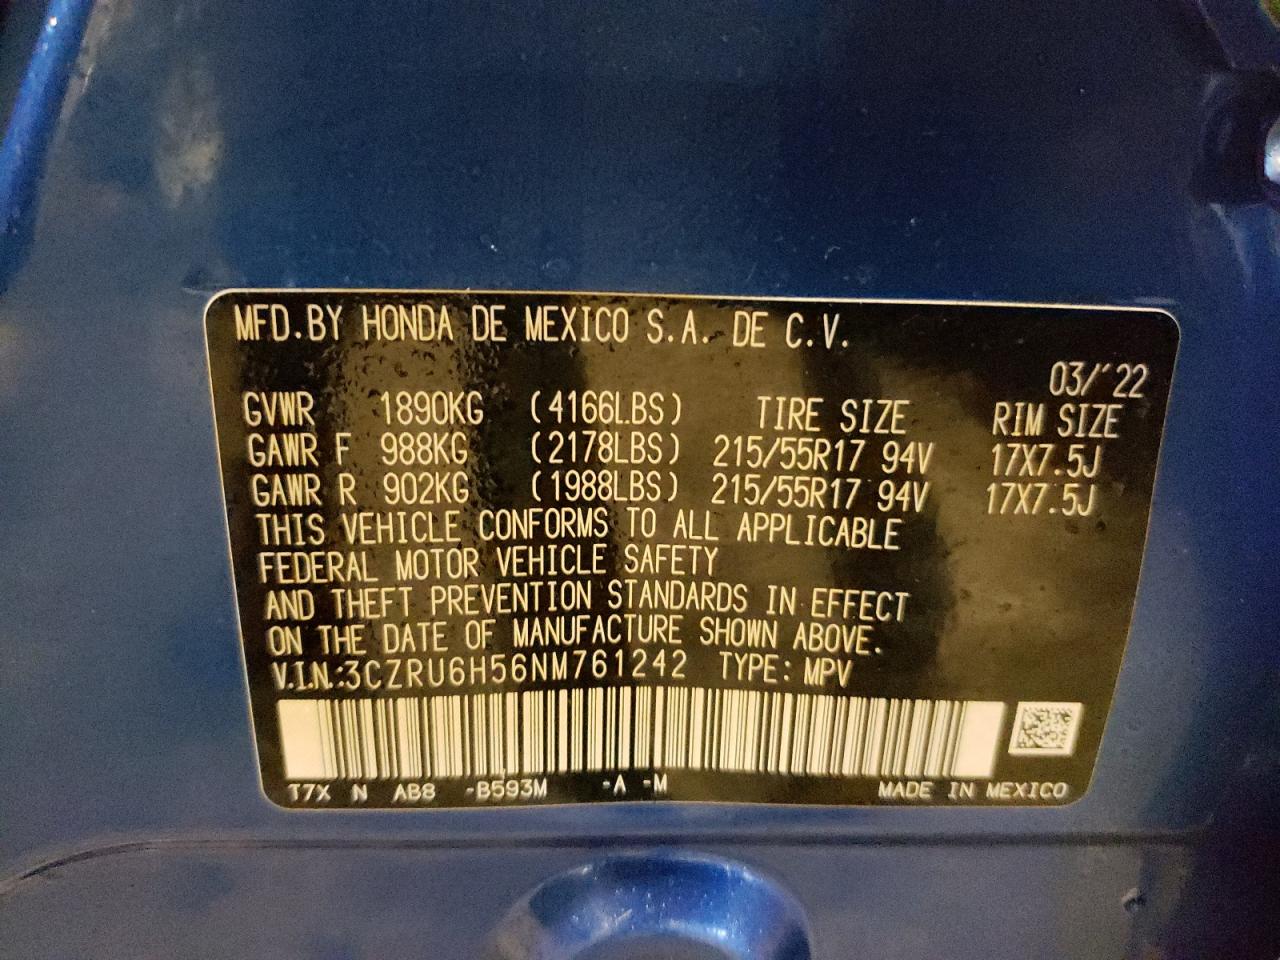 MFD.BY HONDA DE MEXICO S.A. DE C.V.
03/'22
GVWR 1890KG (4166LBS) TIRE SIZE RIM SIZE
GAWR F 988KG (2178LBS) 215/55R17 94V 17X7.5J
GAWR R 902KG (1988LBS) 215/55R17 94V 17X7.5J
THIS VEHICLE CONFORMS TO ALL APPLICABLE
FEDERAL MOTOR VEHICLE SAFETY
AND THEFT PREVENTION STANDARDS IN EFFECT
ON THE DATE OF MANUFACTURE SHOWN ABOVE.
V.I.N.:3CZRU6H56NM761242 TYPE: MPV
T7X N AB8 -B593M -A -M MADE IN MEXICO